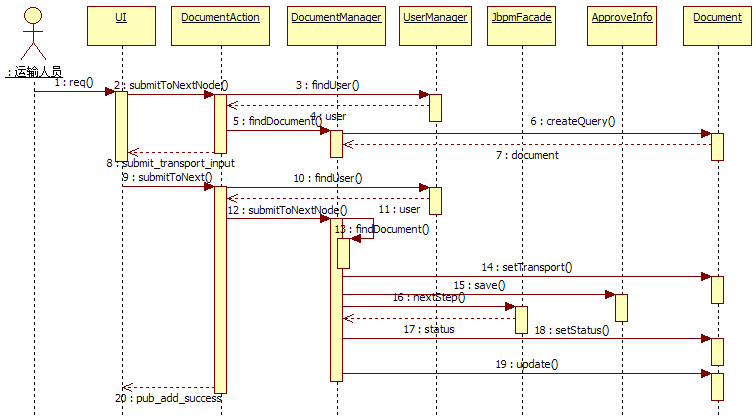 UI
DocumentAction
DocumentManager
UserManager
JbpmFacade
ApproveInfo
Document
: 运输人员
1 : req()
2 : submitToNextNode()
3 : findUser()
4 : user
5 : findDocument()
6 : createQuery()
7 : document
8 : submit_transport_input
9 : submitToNext()
10 : findUser()
11 : user
12 : submitToNextNode()
13 : findDocument()
14 : setTransport()
15 : save()
16 : nextStep()
17 : status
18 : setStatus()
19 : update()
20 : pub_add_success